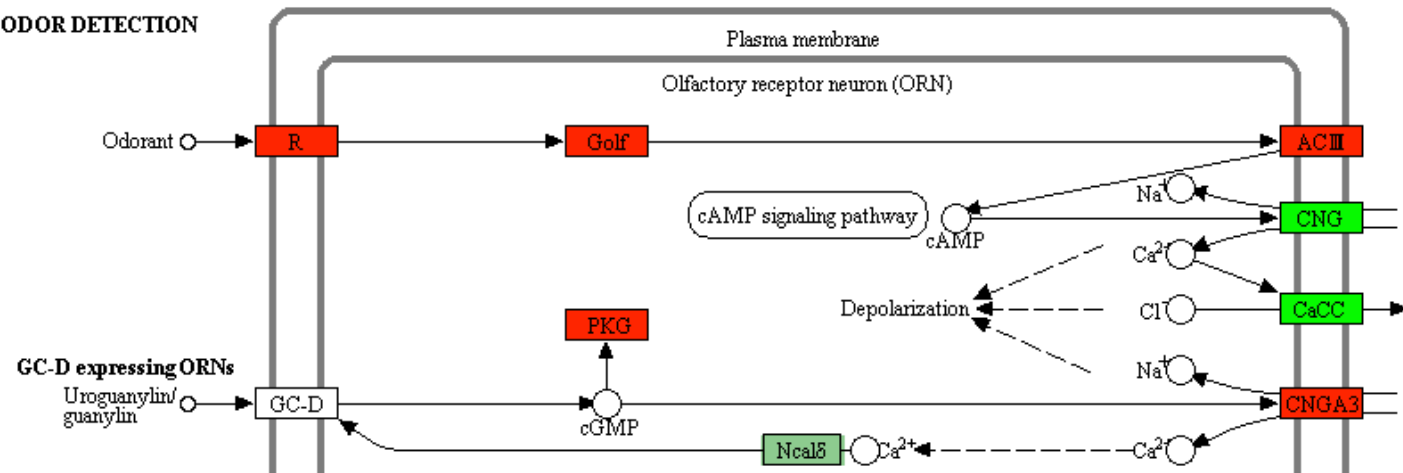 ODOR DETECTION
Plasma membrane
Olfactory receptor neuron (ORN)
Odorant
R
Golf
ACIII
Na+
cAMP signaling pathway
cAMP
CNG
Ca2+
Depolarization
Cl-
CaCC
PKG
GC-D expressing ORNs
Na+
Uroguanylin/
guanylin
GC-D
cGMP
CNGA3
Ncalδ
Ca2+
Ca2+